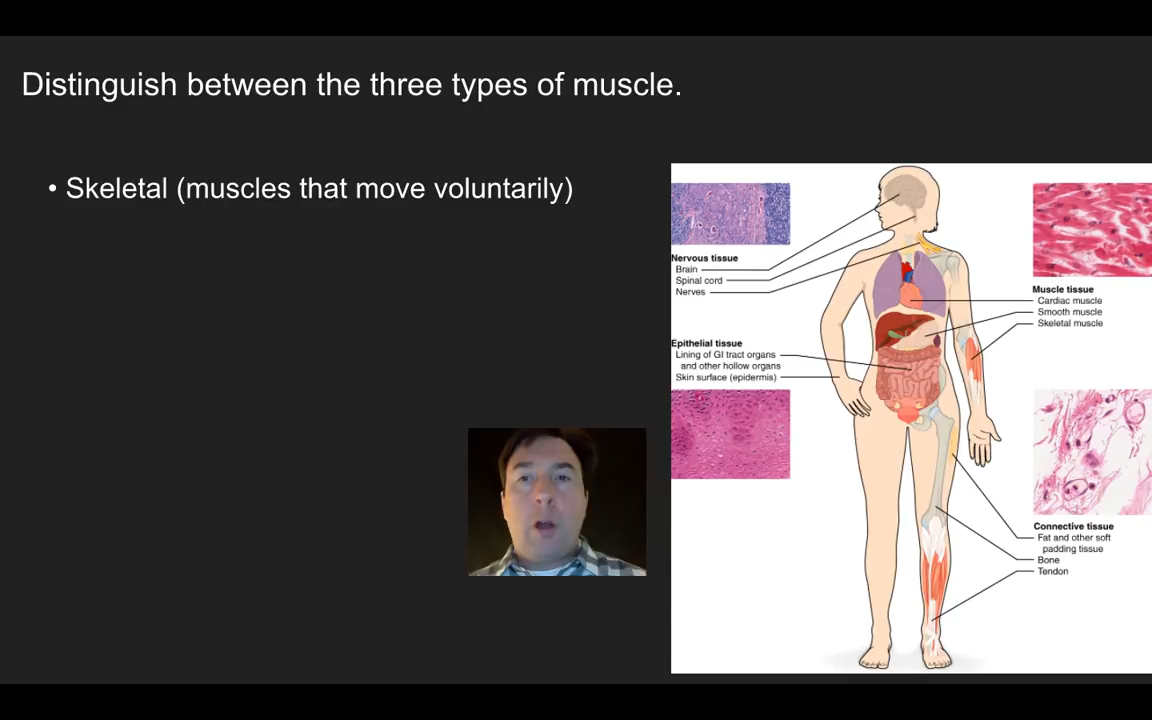 Distinguish between the three types of muscle.
• Skeletal (muscles that move voluntarily)
Nervous tissue
Brain
Spinal cord
Nerves
Epithelial tissue
Lining of GI tract organs
and other hollow organs
Skin surface (epidermis)
Muscle tissue
Cardiac muscle
Smooth muscle
Skeletal muscle
Connective tissue
Fat and other soft
padding tissue
Bone
Tendon